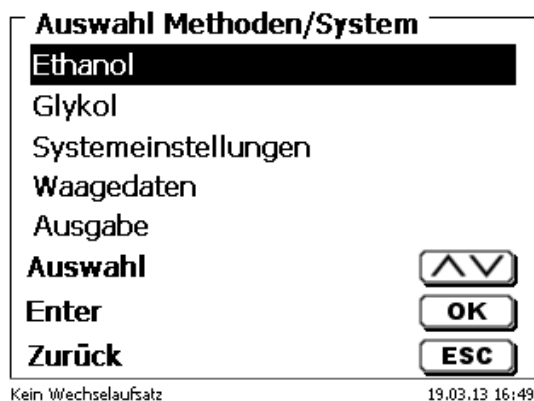 Auswahl Methoden/System
Ethanol
Glykol
Systemeinstellungen
Waagedaten
Ausgabe
Auswahl
Enter OK
Zurück ESC
Kein Wechselaufsatz 19.03.13 16:49